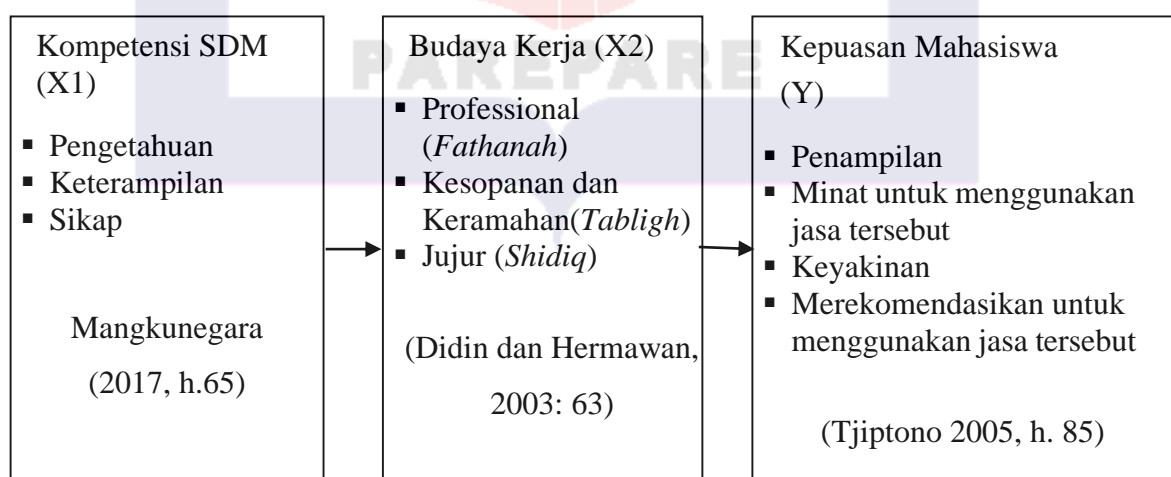 PAREPARE
Kompetensi SDM
(X1)
▪ Pengetahuan
▪ Keterampilan
▪ Sikap
Mangkunegara
(2017, h.65)
Budaya Kerja (X2)
▪ Professional
(Fathanah)
▪ Kesopanan dan
Keramahan(Tabligh)
▪ Jujur (Shidiq)
(Didin dan Hermawan,
2003: 63)
Kepuasan Mahasiswa
(Y)
▪ Penampilan
▪ Minat untuk menggunakan
jasa tersebut
▪ Keyakinan
▪ Merekomendasikan untuk
menggunakan jasa tersebut
(Tjiptono 2005, h. 85)